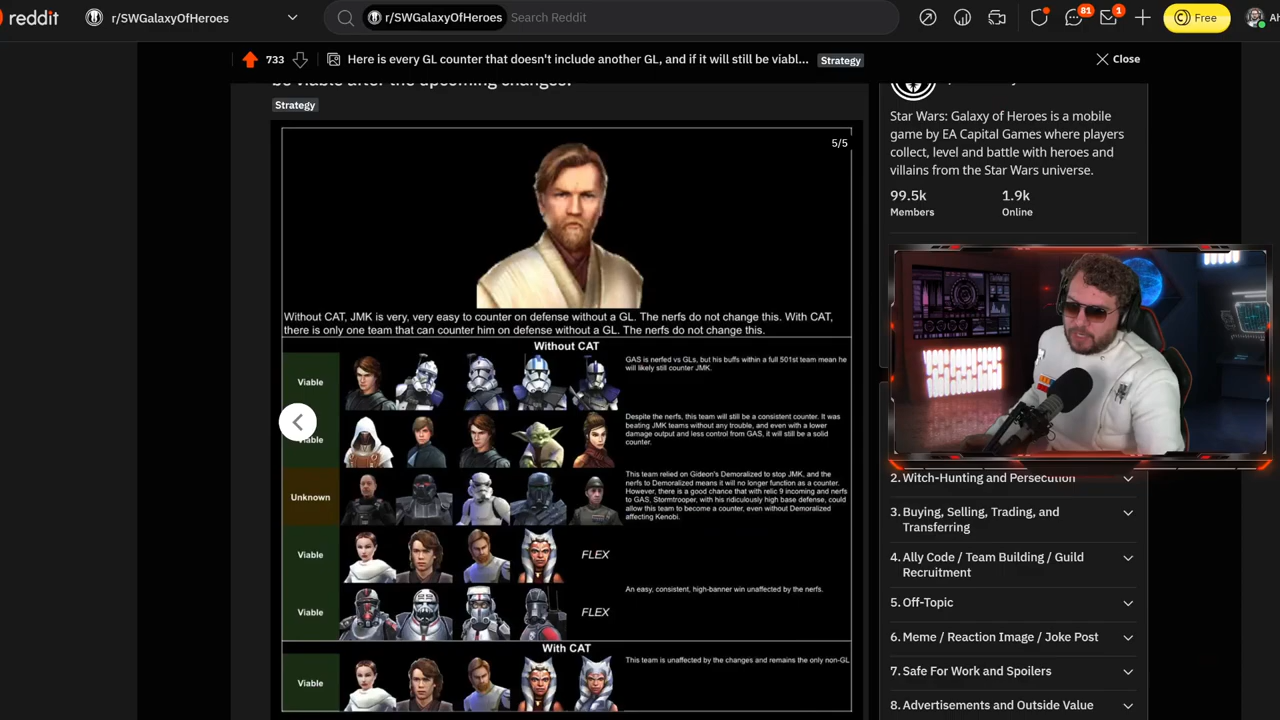 reddit
r/SWGalaxyOfHeroes
r/SWGalaxyOfHeroes
Search Reddit
81
1
Free
733
Here is every GL counter that doesn't include another GL, and if it will still be viabl...
Strategy
Close
be viable after the upcoming changes.
Strategy
5/5
Without CAT, JMK is very, very easy to counter on defense without a GL. The nerfs do not change this. With CAT,
there is only one team that can counter him on defense without a GL. The nerfs do not change this.
Without CAT
Viable
GAS is nerfed vs GLs, but his buffs within a full 501st team mean he
will likely still counter JMK.
Viable
Despite the nerfs, this team will still be a consistent counter. It was
beating JMK teams without any trouble, and even with a lower
damage output and less control from GAS, it will still be a solid
counter.
Unknown
This team relied on Gideon's Demoralized to stop JMK, and the
nerfs to Demoralized means it will no longer function as a counter.
However, there is a good chance that with relic 9 incoming and nerfs
to GAS, Stormtrooper, with his ridiculously high base defense, could
allow this team to become a counter, even without Demoralized
affecting Kenobi.
Viable
FLEX
Viable
FLEX
An easy, consistent, high-banner win unaffected by the nerfs.
With CAT
Viable
This team is unaffected by the changes and remains the only non-GL
Star Wars: Galaxy of Heroes is a mobile
game by EA Capital Games where players
collect, level and battle with heroes and
villains from the Star Wars universe.
99.5k
1.9k
Members
Online
2. Witch-Hunting and Persecution
3. Buying, Selling, Trading, and
Transferring
4. Ally Code / Team Building / Guild
Recruitment
5. Off-Topic
6. Meme / Reaction Image / Joke Post
7. Safe For Work and Spoilers
8. Advertisements and Outside Value